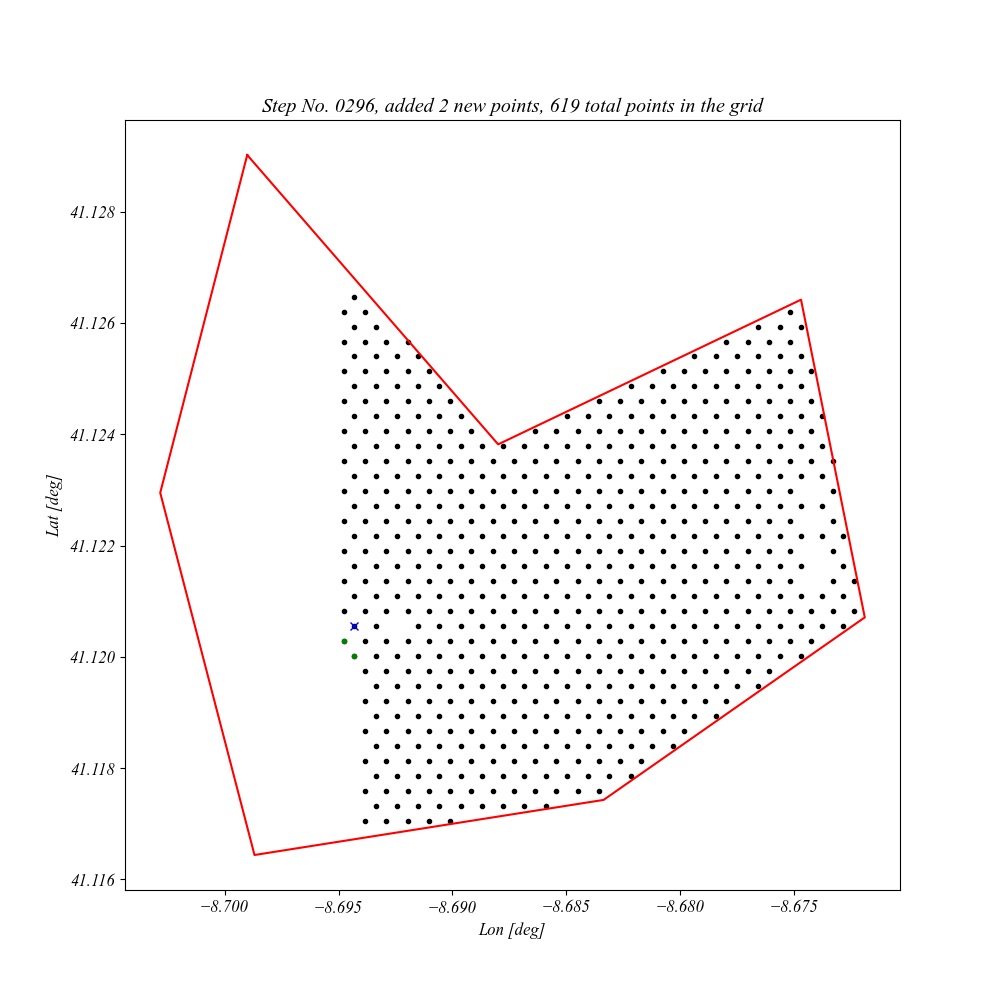 Step No. 0296, added 2 new points, 619 total points in the grid
41.128
41.126
41.124
41.122
41.120
41.118
41.116
Lat [deg]
−8.700 −8.695 −8.690 −8.685 −8.680 −8.675
Lon [deg]